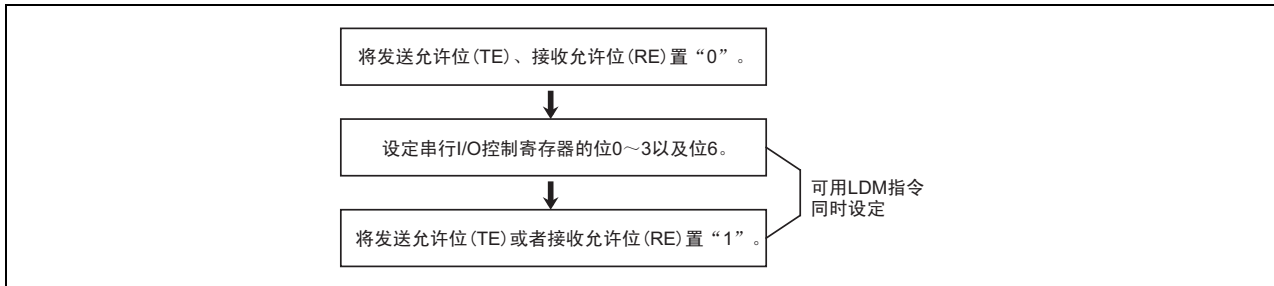 将发送允许位(TE)、接收允许位(RE)置“0”。
设定串行I/O控制寄存器的位0～3以及位6。
可用LDM指令
同时设定
将发送允许位(TE)或者接收允许位(RE)置“1”。